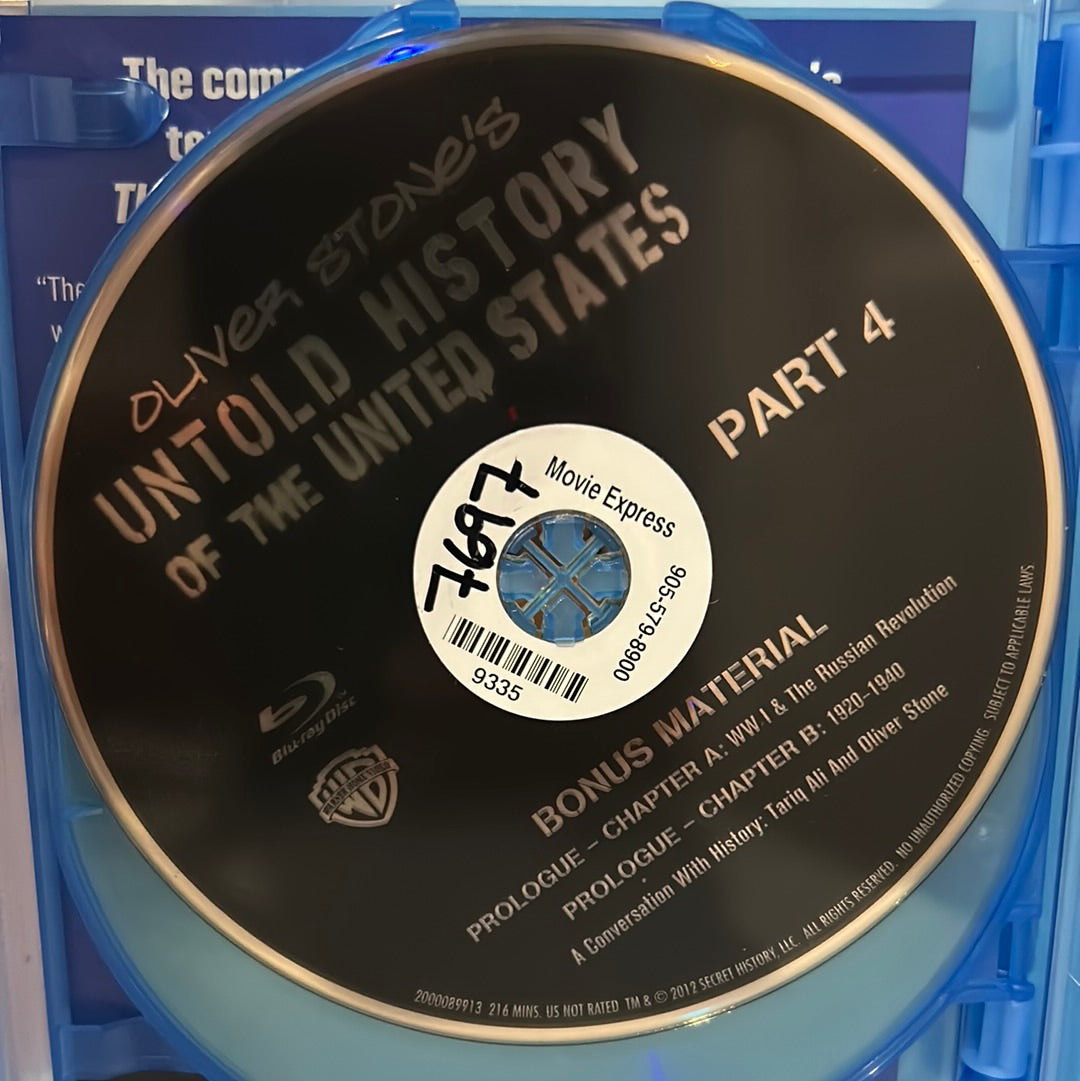 The
to
"The
OLIVER STONE'S
UNTOLD HISTORY
OF THE UNITED STATES
PART 4
Movie Express
905-579-8900
7697
9335
Blu-ray Disc
WB
BONUS MATERIAL
PROLOGUE – CHAPTER A: WW I & The Russian Revolution
PROLOGUE – CHAPTER B: 1920–1940
A Conversation With History: Tariq Ali And Oliver Stone
2000089913 216 MINS. US NOT RATED TM & © 2012 SECRET HISTORY, LLC. ALL RIGHTS RESERVED. NO UNAUTHORIZED COPYING. SUBJECT TO APPLICABLE LAWS